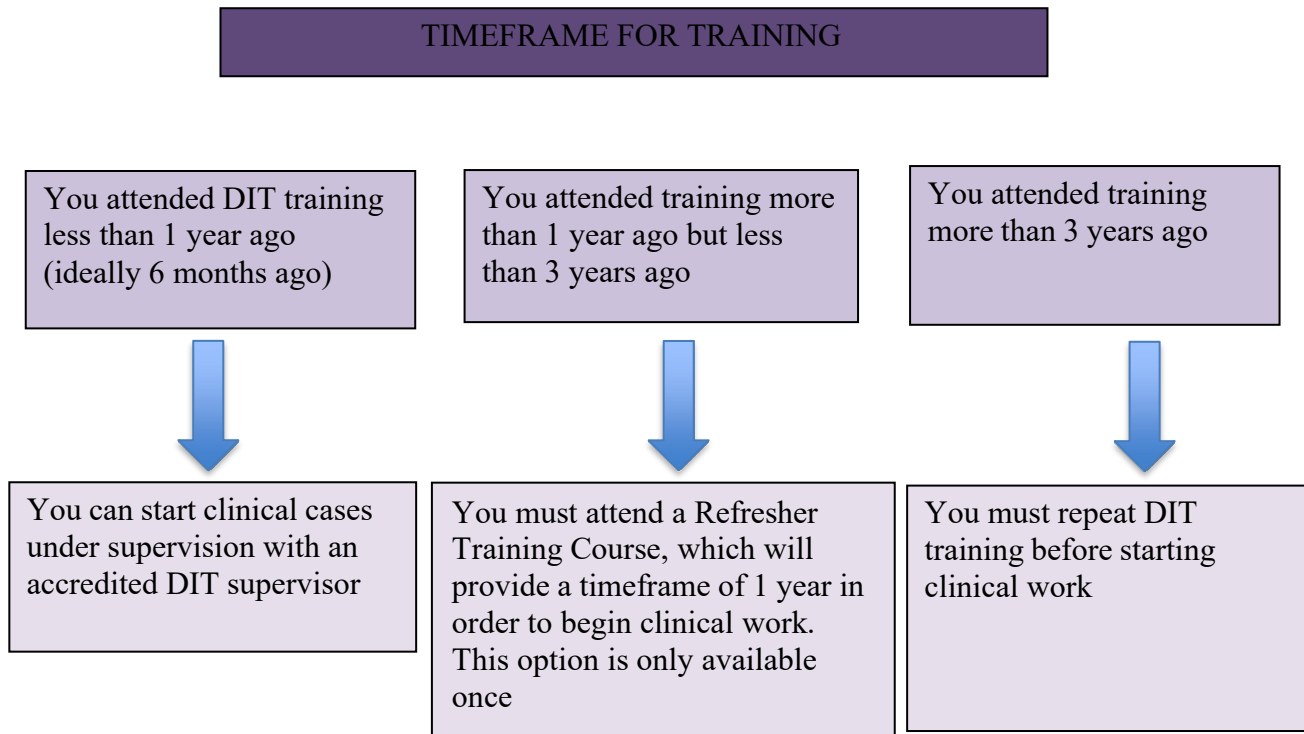 TIMEFRAME FOR TRAINING
You attended DIT training
less than 1 year ago
(ideally 6 months ago)
You attended training more
than 1 year ago but less
than 3 years ago
You attended training
more than 3 years ago
You can start clinical cases
under supervision with an
accredited DIT supervisor
You must attend a Refresher
Training Course, which will
provide a timeframe of 1 year in
order to begin clinical work.
This option is only available
once
You must repeat DIT
training before starting
clinical work